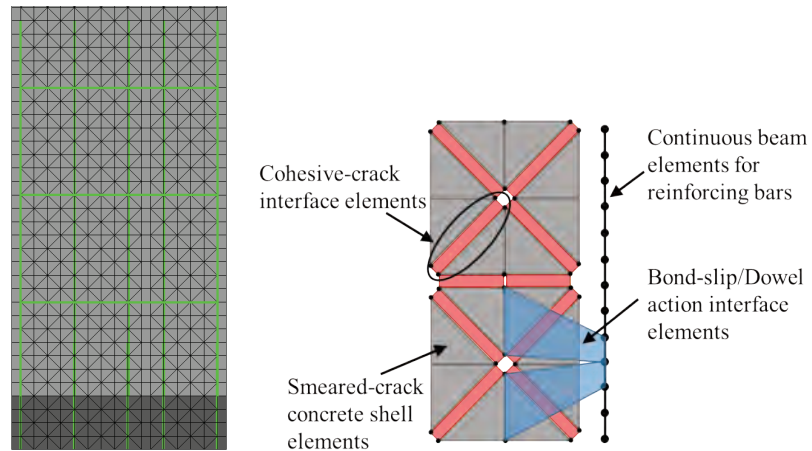 Cohesive-crack
interface elements
Continuous beam
elements for
reinforcing bars
Bond-slip/Dowel
action interface
elements
Smeared-crack
concrete shell
elements